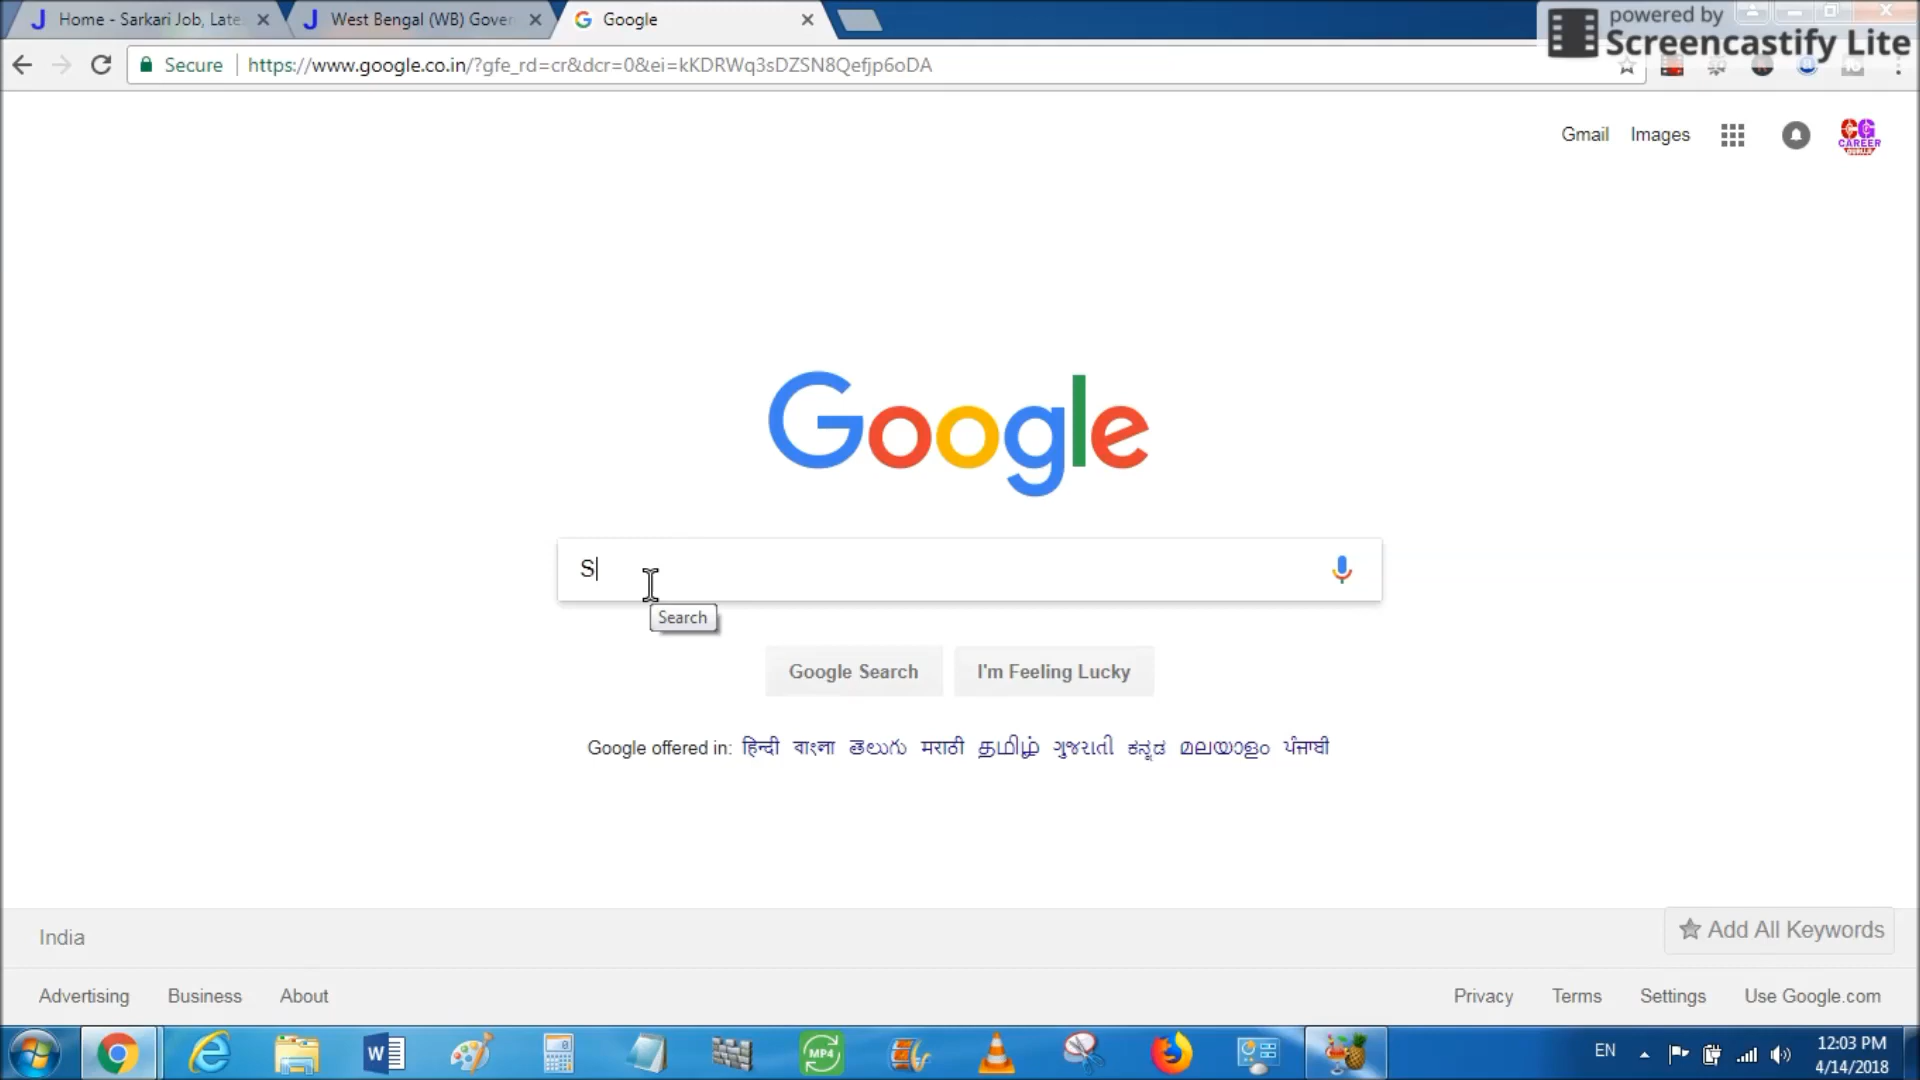 Home - Sarkari Job, Late
West Bengal (WB) Gover
Google
powered by
Screencastify Lite
Secure
https://www.google.co.in/?gfe_rd=cr&dcr=0&ei=kKDRWq3sDZSN8Qefjp6oDA
Gmail Images
CG
CAREER
Google
S
Search
Google Search I'm Feeling Lucky
Google offered in: हिन्दी বাংলা తెలుగు मराठी தமிழ் ગુજરાતી ಕನ್ನಡ മലയാളം ਪੰਜਾਬੀ
India
Add All Keywords
Advertising Business About
Privacy Terms Settings Use Google.com
MP4
EN
12:03 PM
4/14/2018